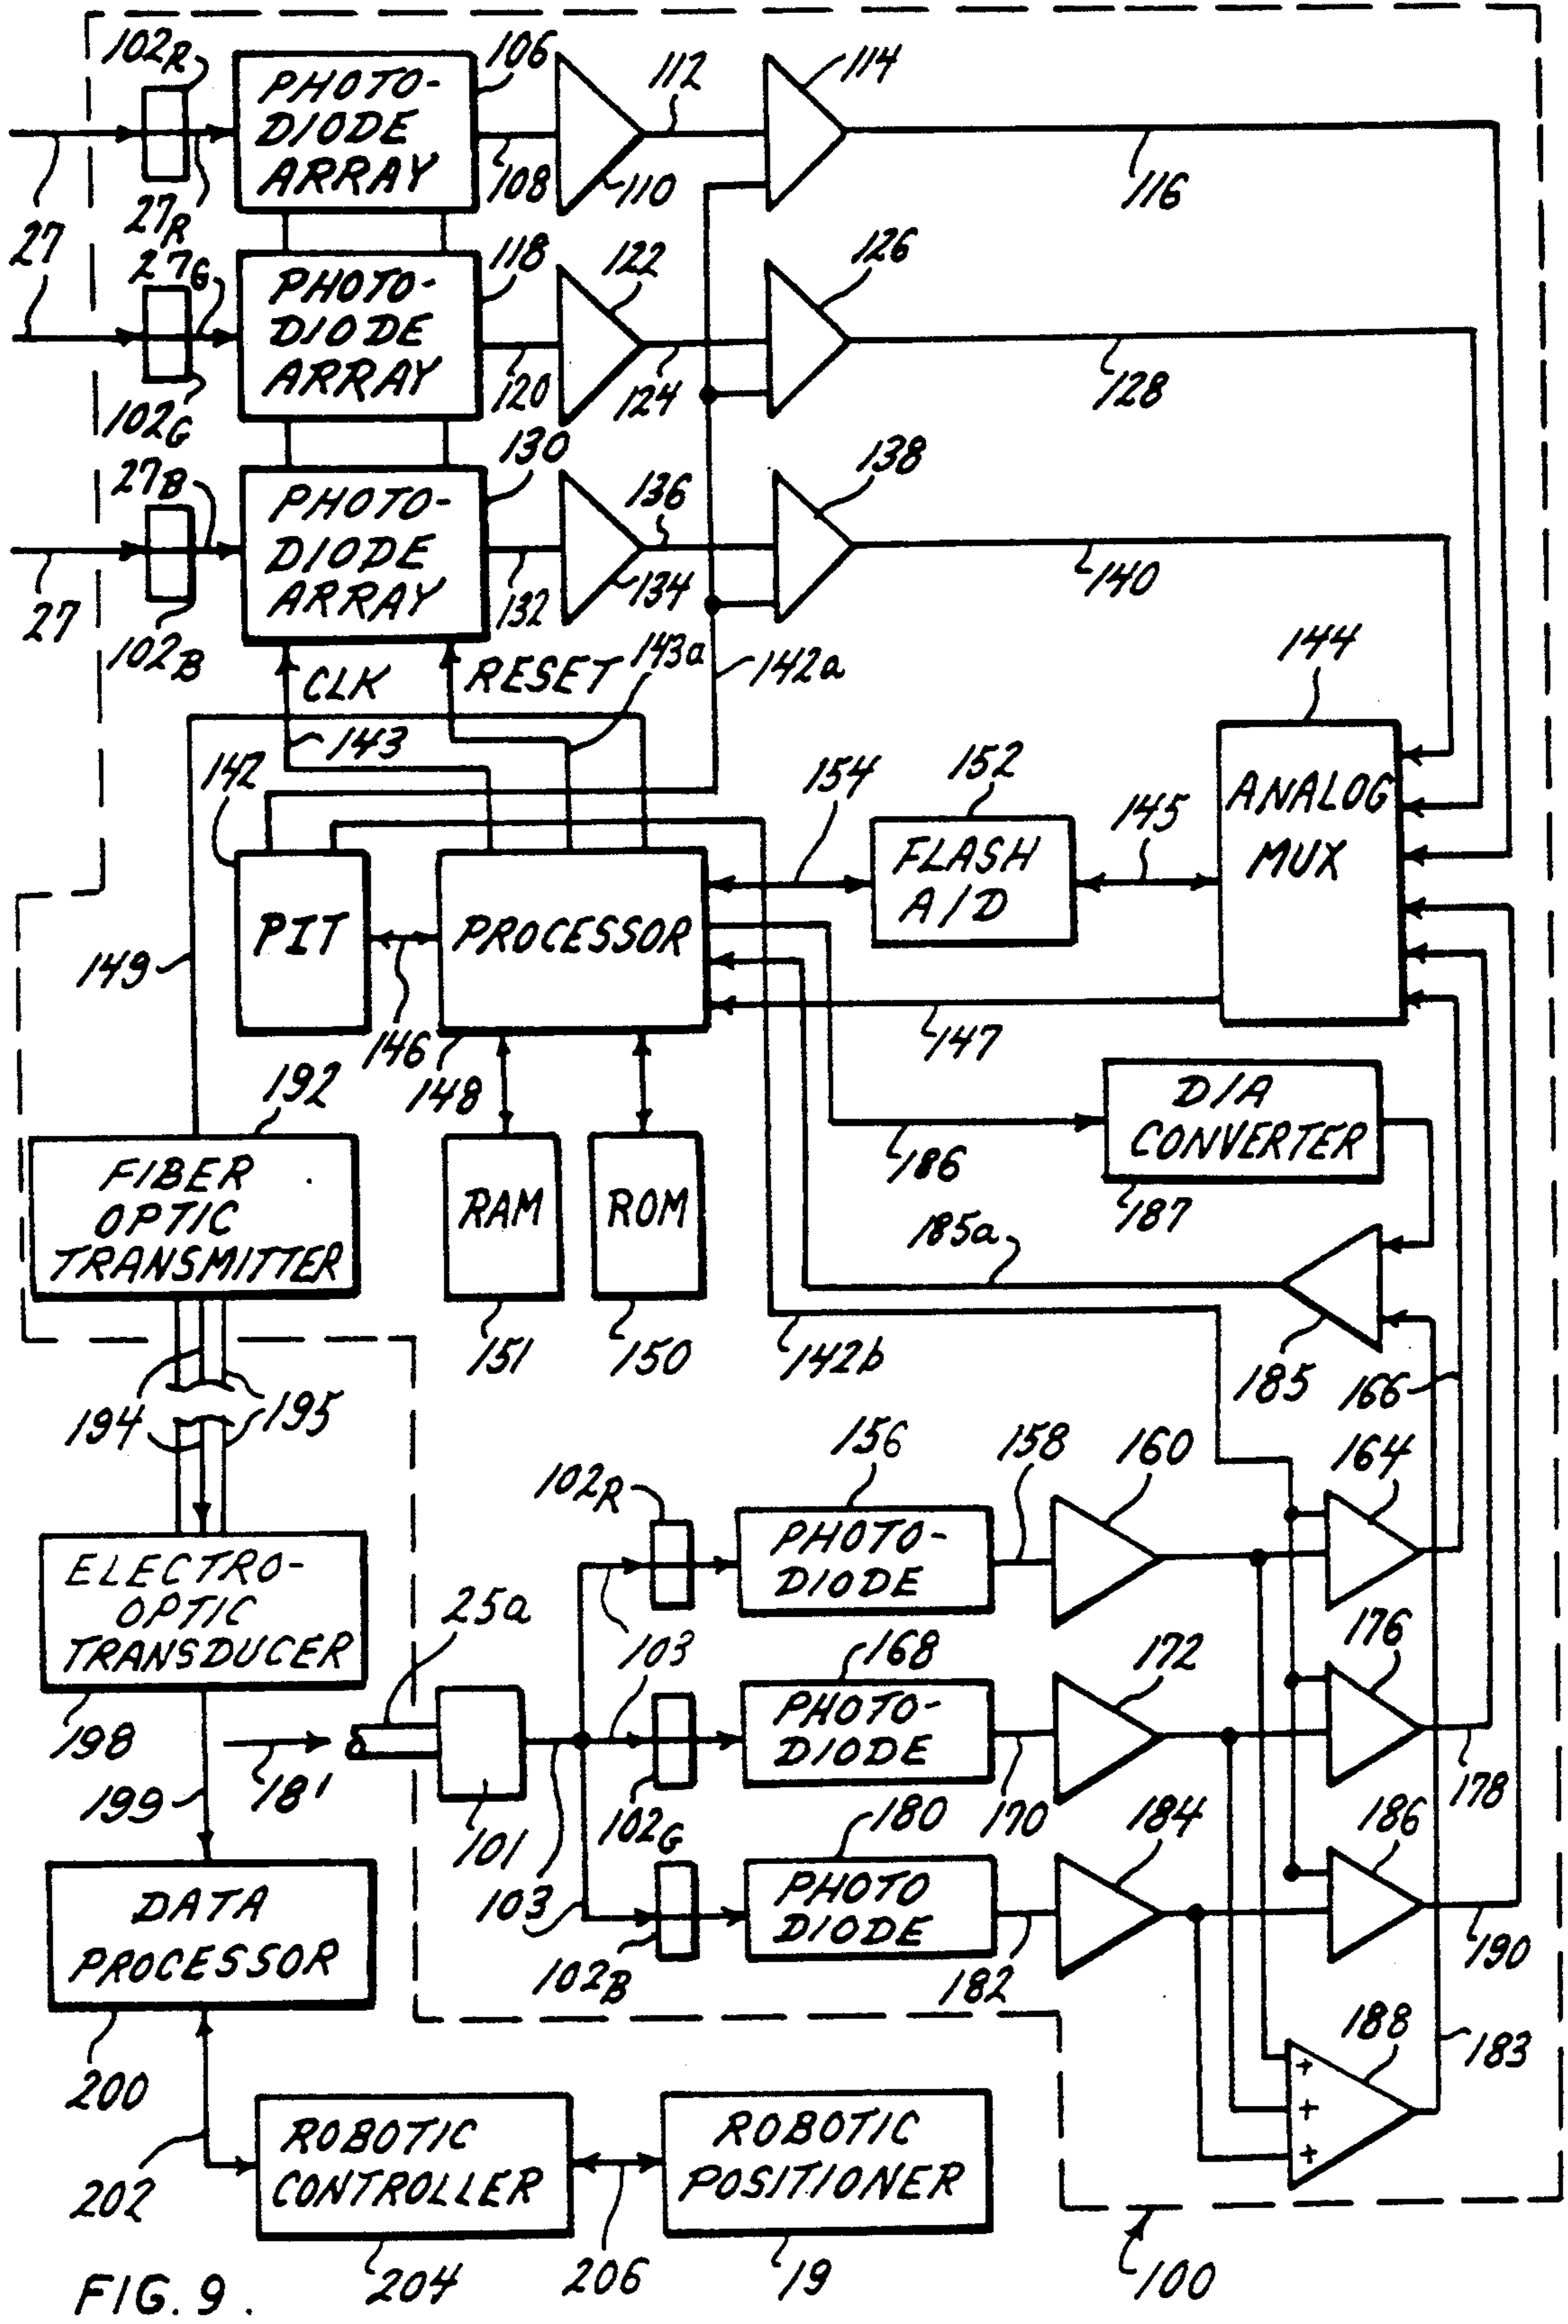 102R
106
112
114
PHOTO-
DIODE
ARRAY
27
27R
108
110
116
27G
118
122
126
PHOTO-
DIODE
ARRAY
27
102G
120
124
128
27B
130
136
138
PHOTO-
DIODE
ARRAY
27
102B
132
134
140
CLK
RESET
143a
142a
144
143
142
154
152
145
ANALOG
MUX
FLASH
A/D
PIT
PROCESSOR
149
146
148
147
192
D/A
CONVERTER
186
187
FIBER
OPTIC
TRANSMITTER
RAM
ROM
185a
151
150
142b
185
166
194
195
156
158
160
164
102R
PHOTO-
DIODE
ELECTRO-
OPTIC
TRANSDUCER
25a
103
168
172
176
198
PHOTO-
DIODE
18'
199
101
102G
170
178
180
184
186
103
PHOTO
DIODE
102B
182
190
DATA
PROCESSOR
188
183
200
+
+
+
202
ROBOTIC
CONTROLLER
ROBOTIC
POSITIONER
204
206
19
100
FIG. 9.